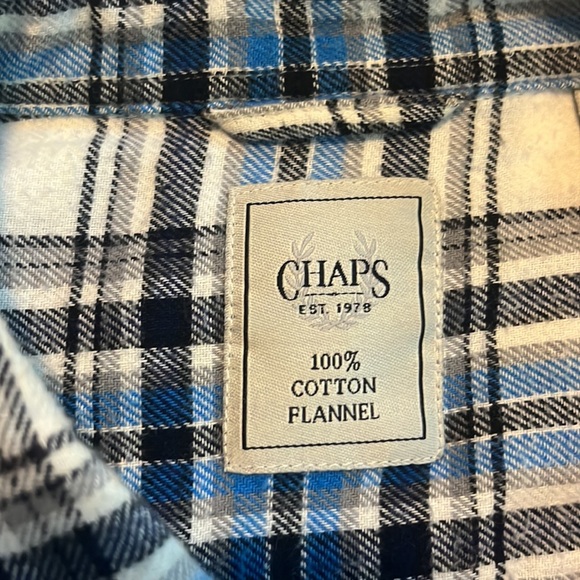 CHAPS
EST. 1978
100%
COTTON
FLANNEL